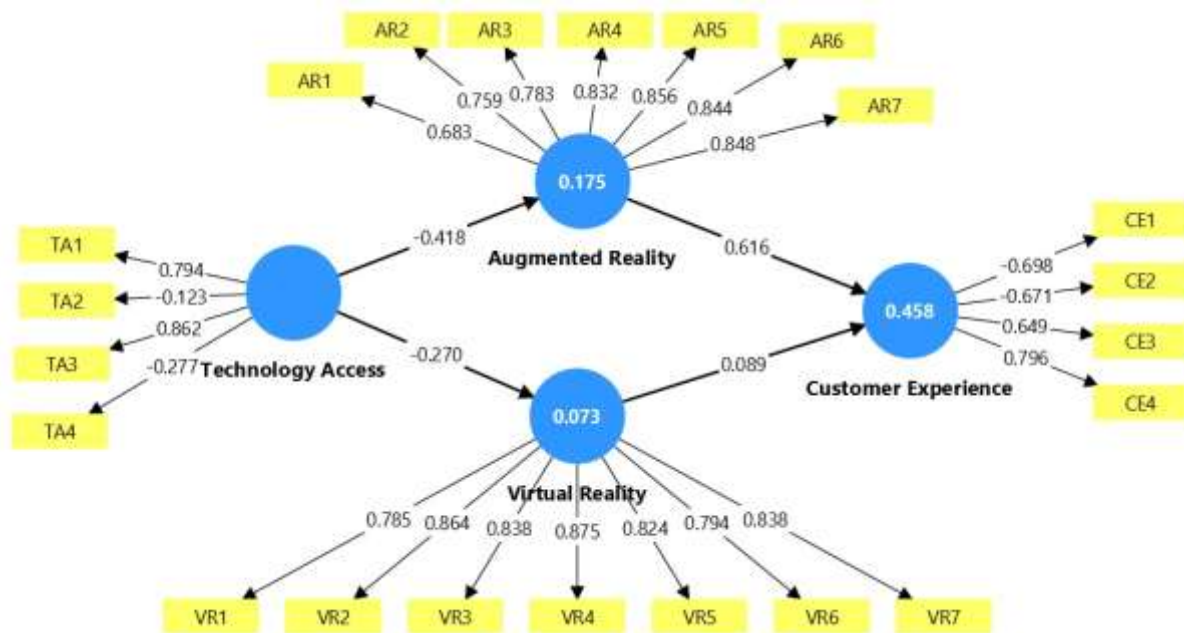 AR2
AR3
AR4
AR5
AR6
AR1
AR7
0.759
0.783
0.832
0.856
0.844
0.683
0.848
0.175
Augmented Reality
TA1
TA2
TA3
TA4
0.794
-0.123
0.862
-0.277
Technology Access
-0.418
-0.270
0.616
0.089
0.458
Customer Experience
CE1
CE2
CE3
CE4
-0.698
-0.671
0.649
0.796
0.073
Virtual Reality
0.785
0.864
0.838
0.875
0.824
0.794
0.838
VR1
VR2
VR3
VR4
VR5
VR6
VR7